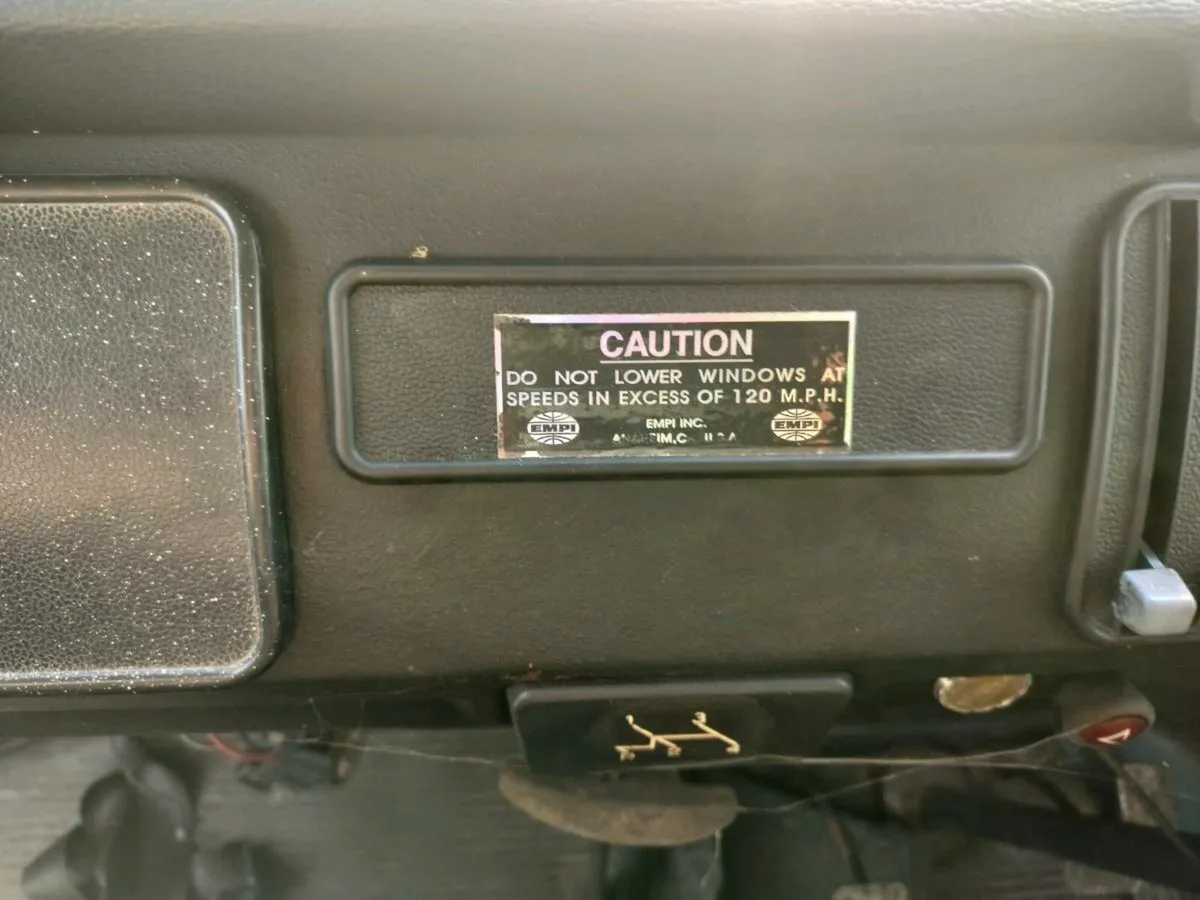 CAUTION
DO NOT LOWER WINDOWS AT
SPEEDS IN EXCESS OF 120 M.P.H.
EMPI EMPI INC. EMPI